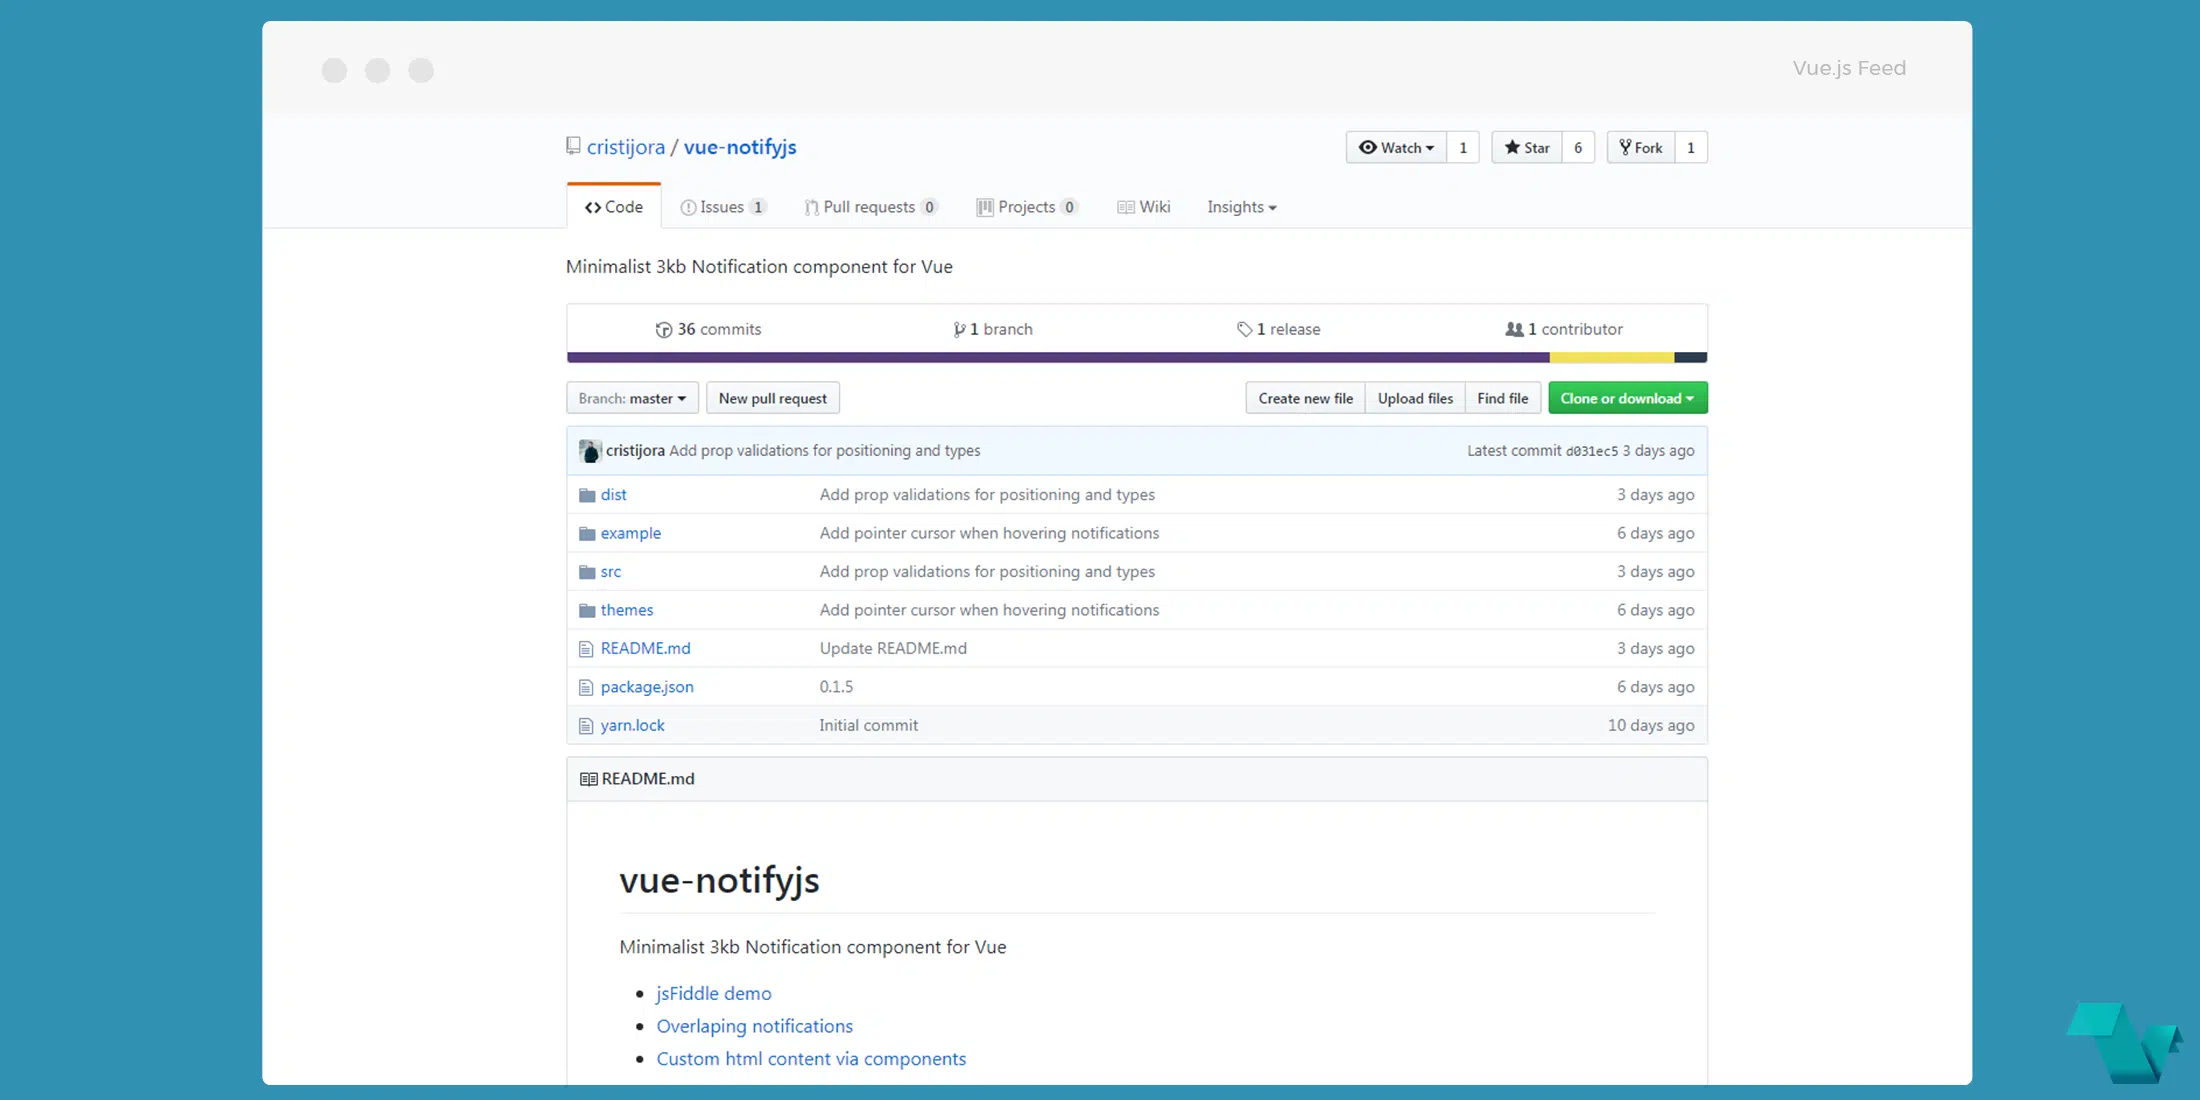 Vue.js Feed
cristijora / vue-notifyjs
Watch 1 Star 6 Fork 1
Code Issues 1 Pull requests 0 Projects 0 Wiki Insights
Minimalist 3kb Notification component for Vue
36 commits 1 branch 1 release 1 contributor
Branch: master New pull request Create new file Upload files Find file Clone or download
cristijora Add prop validations for positioning and types Latest commit d031ec5 3 days ago
dist Add prop validations for positioning and types 3 days ago
example Add pointer cursor when hovering notifications 6 days ago
src Add prop validations for positioning and types 3 days ago
themes Add pointer cursor when hovering notifications 6 days ago
README.md Update README.md 3 days ago
package.json 0.1.5 6 days ago
yarn.lock Initial commit 10 days ago
README.md
vue-notifyjs
Minimalist 3kb Notification component for Vue
• jsFiddle demo
• Overlaping notifications
• Custom html content via components